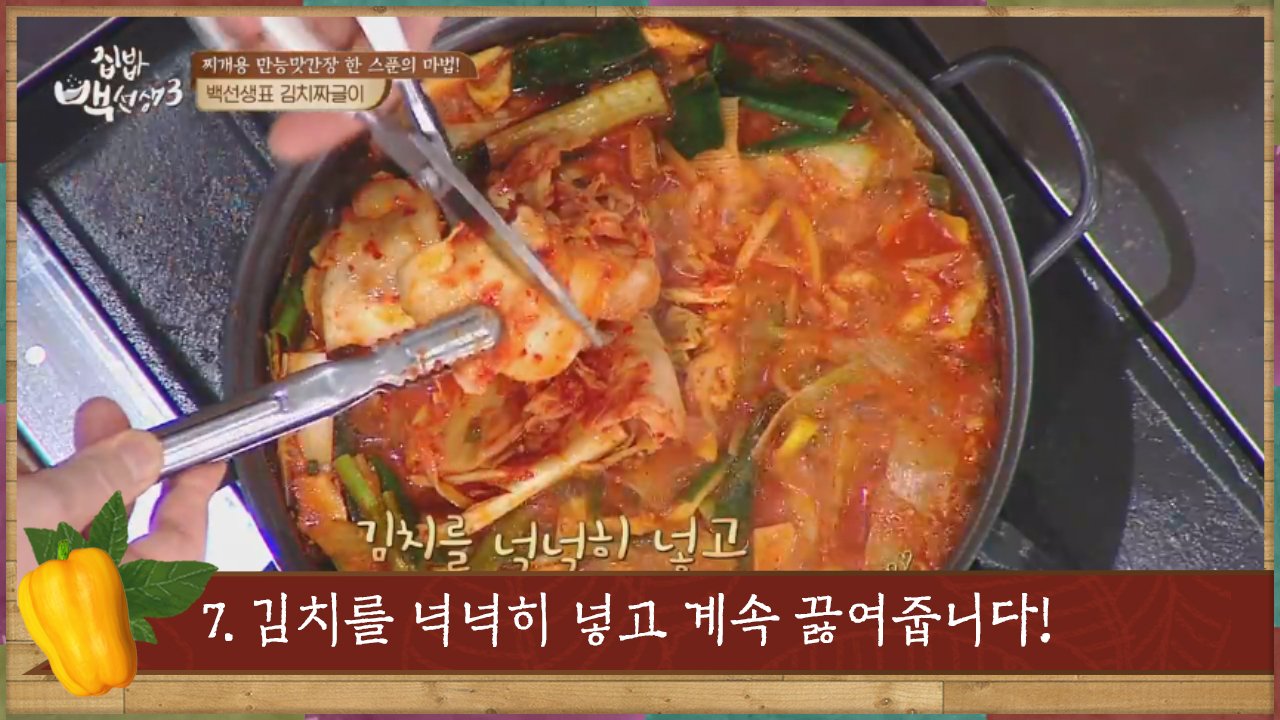 집밥
백선생3
찌개용 만능맛간장 한 스푼의 마법!
백선생표 김치짜글이
김치를 넉넉히 넣고
7. 김치를 넉넉히 넣고 계속 끓여줍니다!